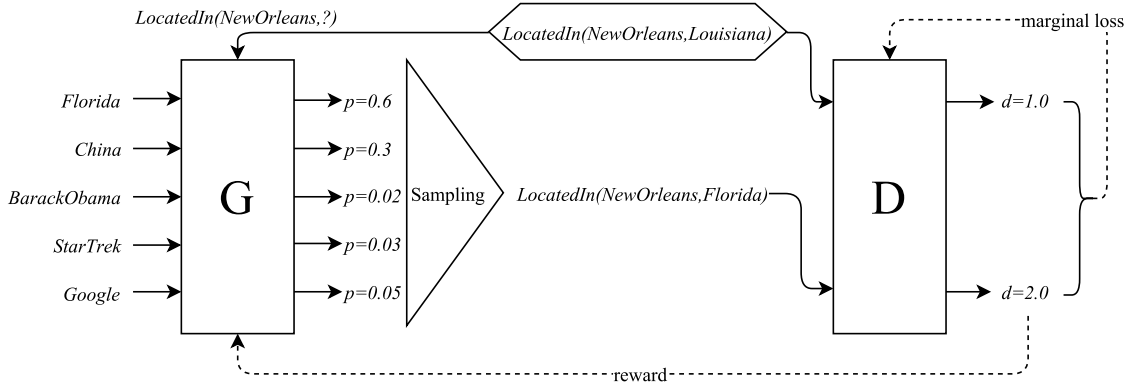 LocatedIn(NewOrleans,?)
LocatedIn(NewOrleans,Louisiana)
marginal loss
Florida
p=0.6
d=1.0
China
p=0.3
BarackObama
G
p=0.02
Sampling
LocatedIn(NewOrleans,Florida)
D
StarTrek
p=0.03
Google
p=0.05
d=2.0
reward